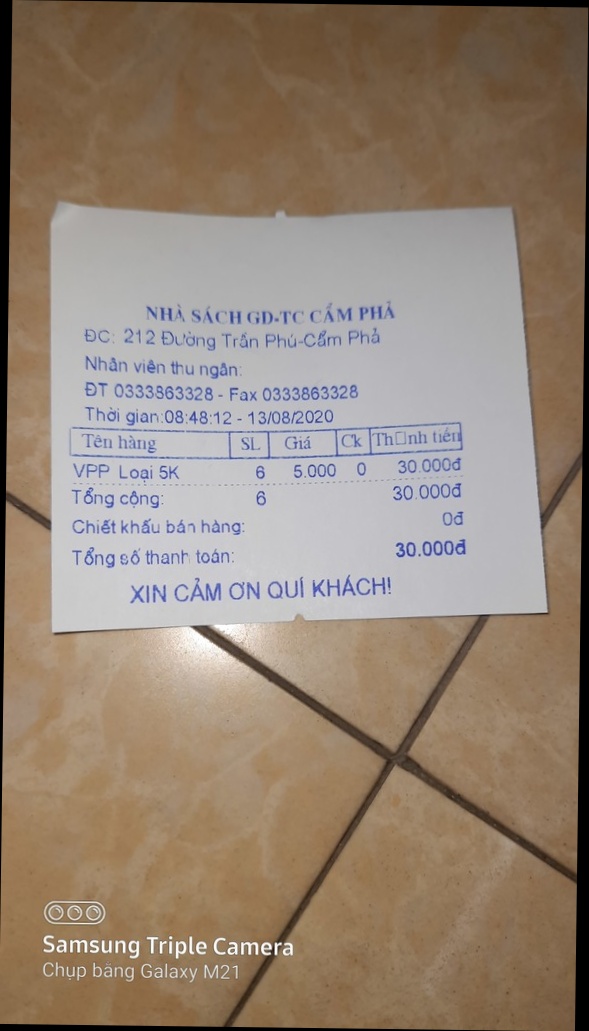 NHÀ SÁCH GD-TC CẨM PHẢ
ĐC: 212 Đường Trần Phú-Cẩm Phả
Nhân viên thu ngân:
ĐT 0333863328 - Fax 0333863328
Thời gian:08:48:12 - 13/08/2020
Tên hàng SL Giá Ck Th□nh tiền
VPP Loại 5K 6 5.000 0 30.000đ
Tổng cộng: 6 30.000đ
Chiết khấu bán hàng: 0đ
Tổng số thanh toán: 30.000đ
XIN CẢM ƠN QUÍ KHÁCH!
Samsung Triple Camera
Chụp bằng Galaxy M21